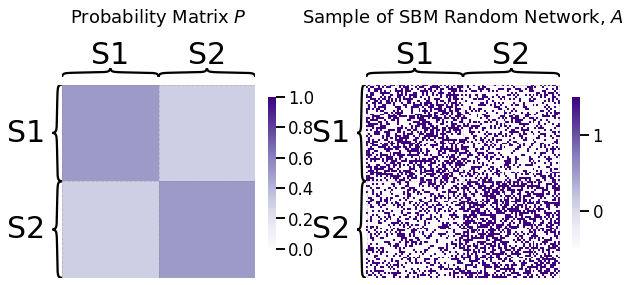 Probability Matrix P
Sample of SBM Random Network, A
S1 S2
S1 S2
S1
S2
1.0
0.8
0.6
0.4
0.2
0.0
S1
S2
1
0